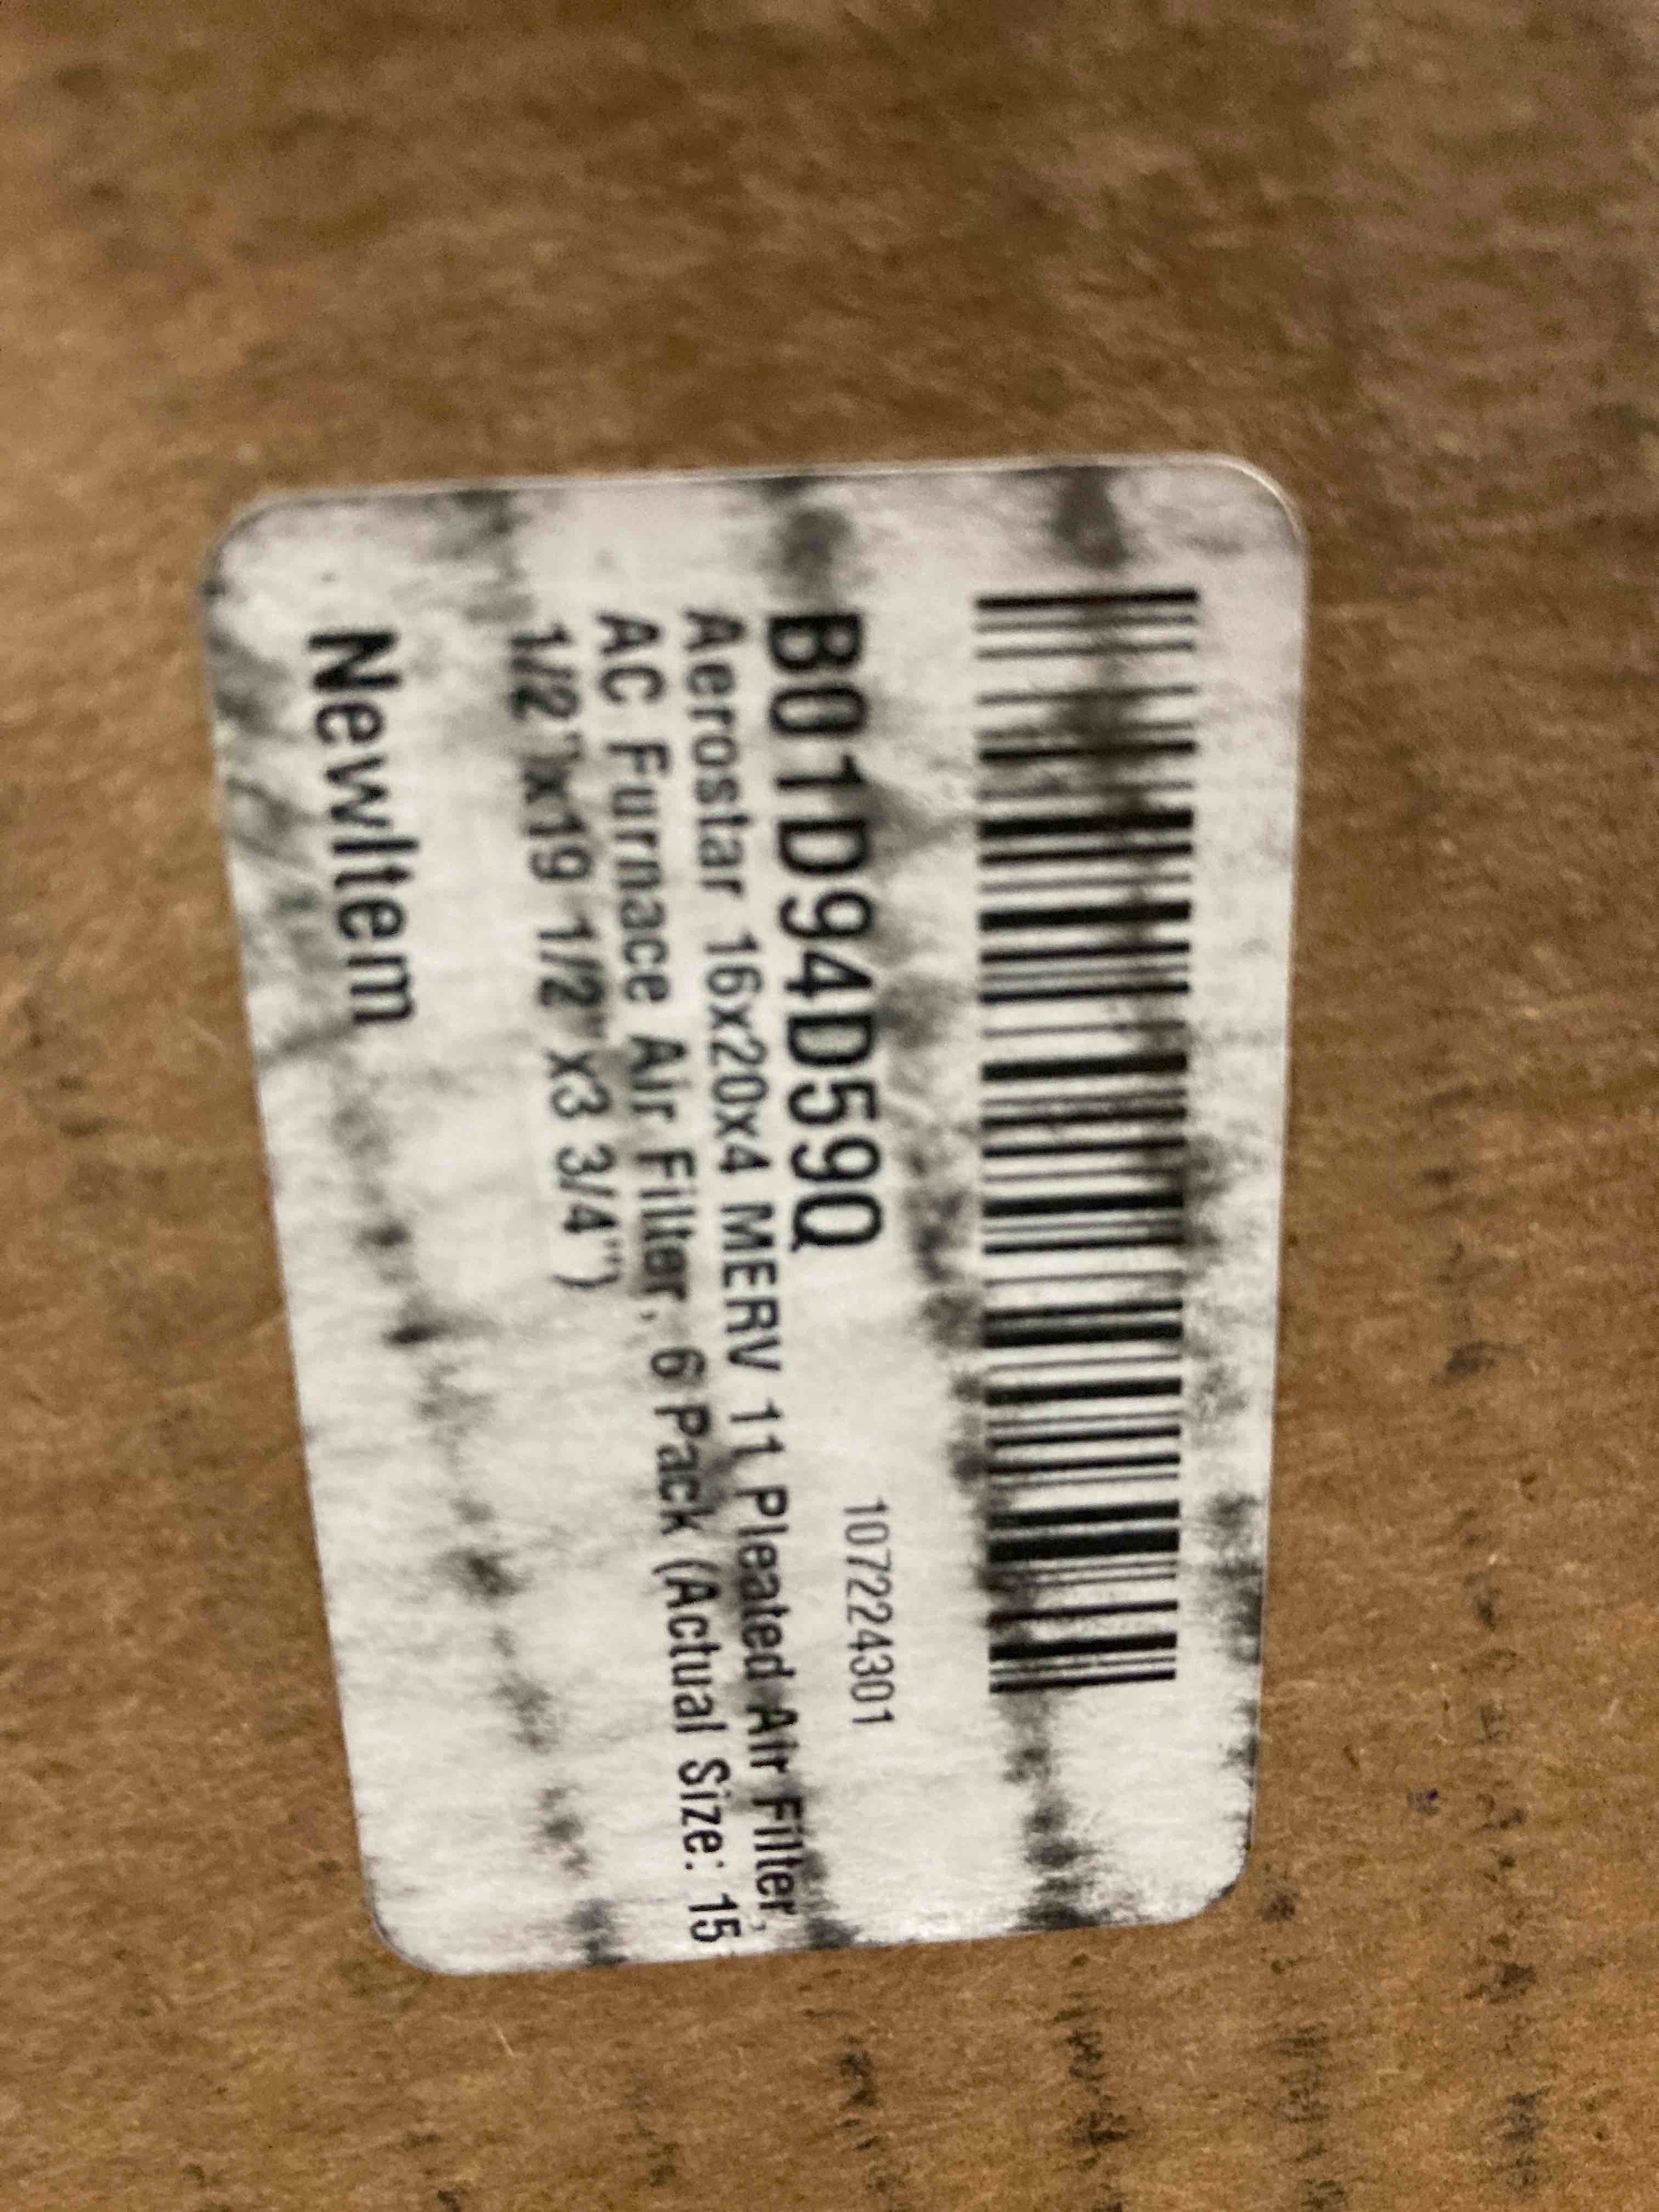 B01D94D59Q
107224301
Aerostar 16x20x4 MERV 11 Pleated Air Filter,
AC Furnace Air Filter, 6 Pack (Actual Size: 15
1/2"x19 1/2"x3 3/4")
NewItem